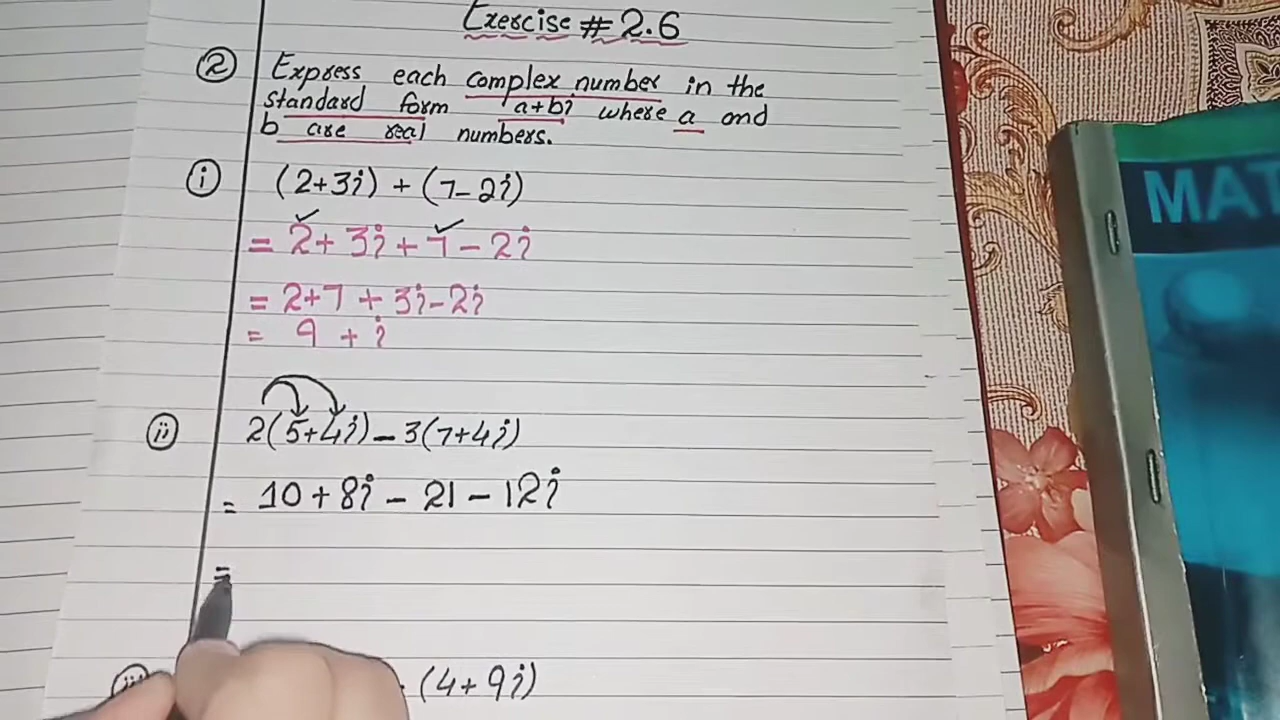 Exercise # 2.6
② Express each complex number in the
standard form a+bi where a and
b are real numbers.
ⓘ (2+3i) + (7-2i)
= 2+ 3i + 7 - 2i
= 2+7 + 3i-2i
= 9 + i
ⓘⓘ 2(5+4i) - 3(7+4i)
= 10 + 8i - 21 - 12i
=
(4+9i)
MAT